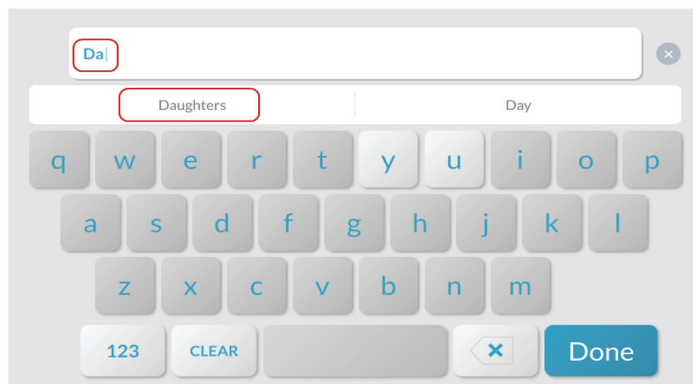 Da
Daughters Day
q w e r t y u i o p
a s d f g h j k l
z x c v b n m
123 CLEAR Done